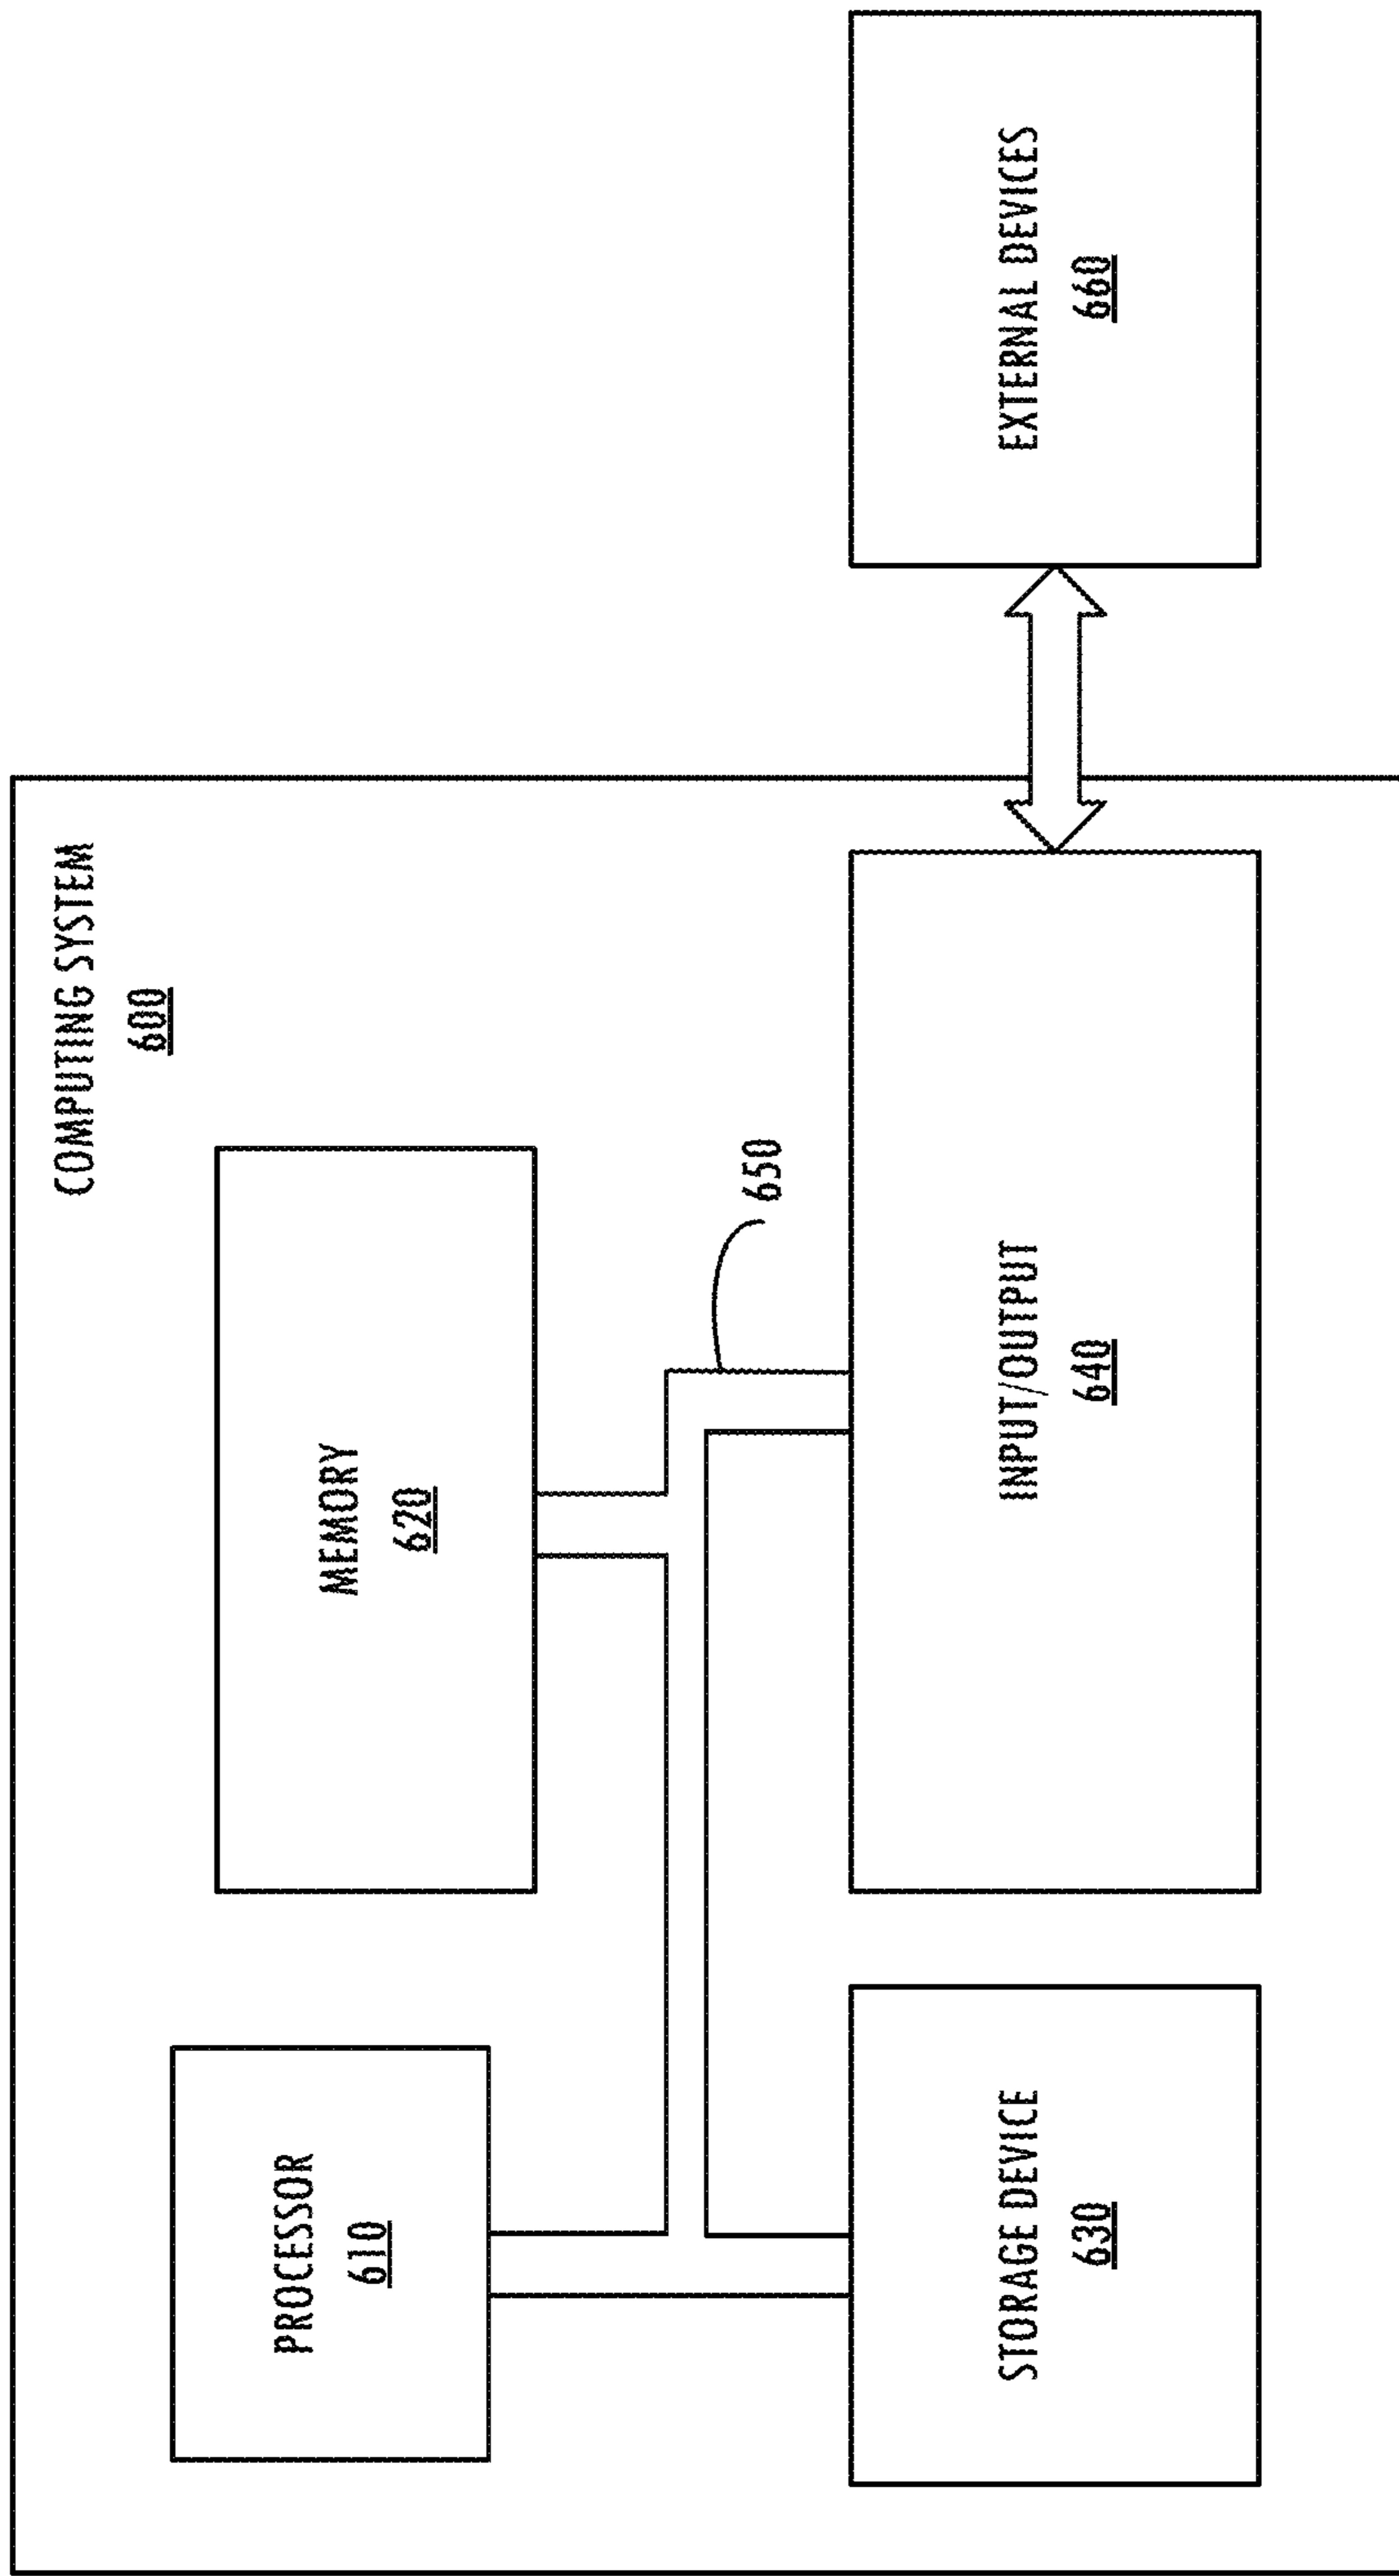 COMPUTING SYSTEM
600
PROCESSOR
610
MEMORY
620
650
STORAGE DEVICE
630
INPUT/OUTPUT
640
EXTERNAL DEVICES
660